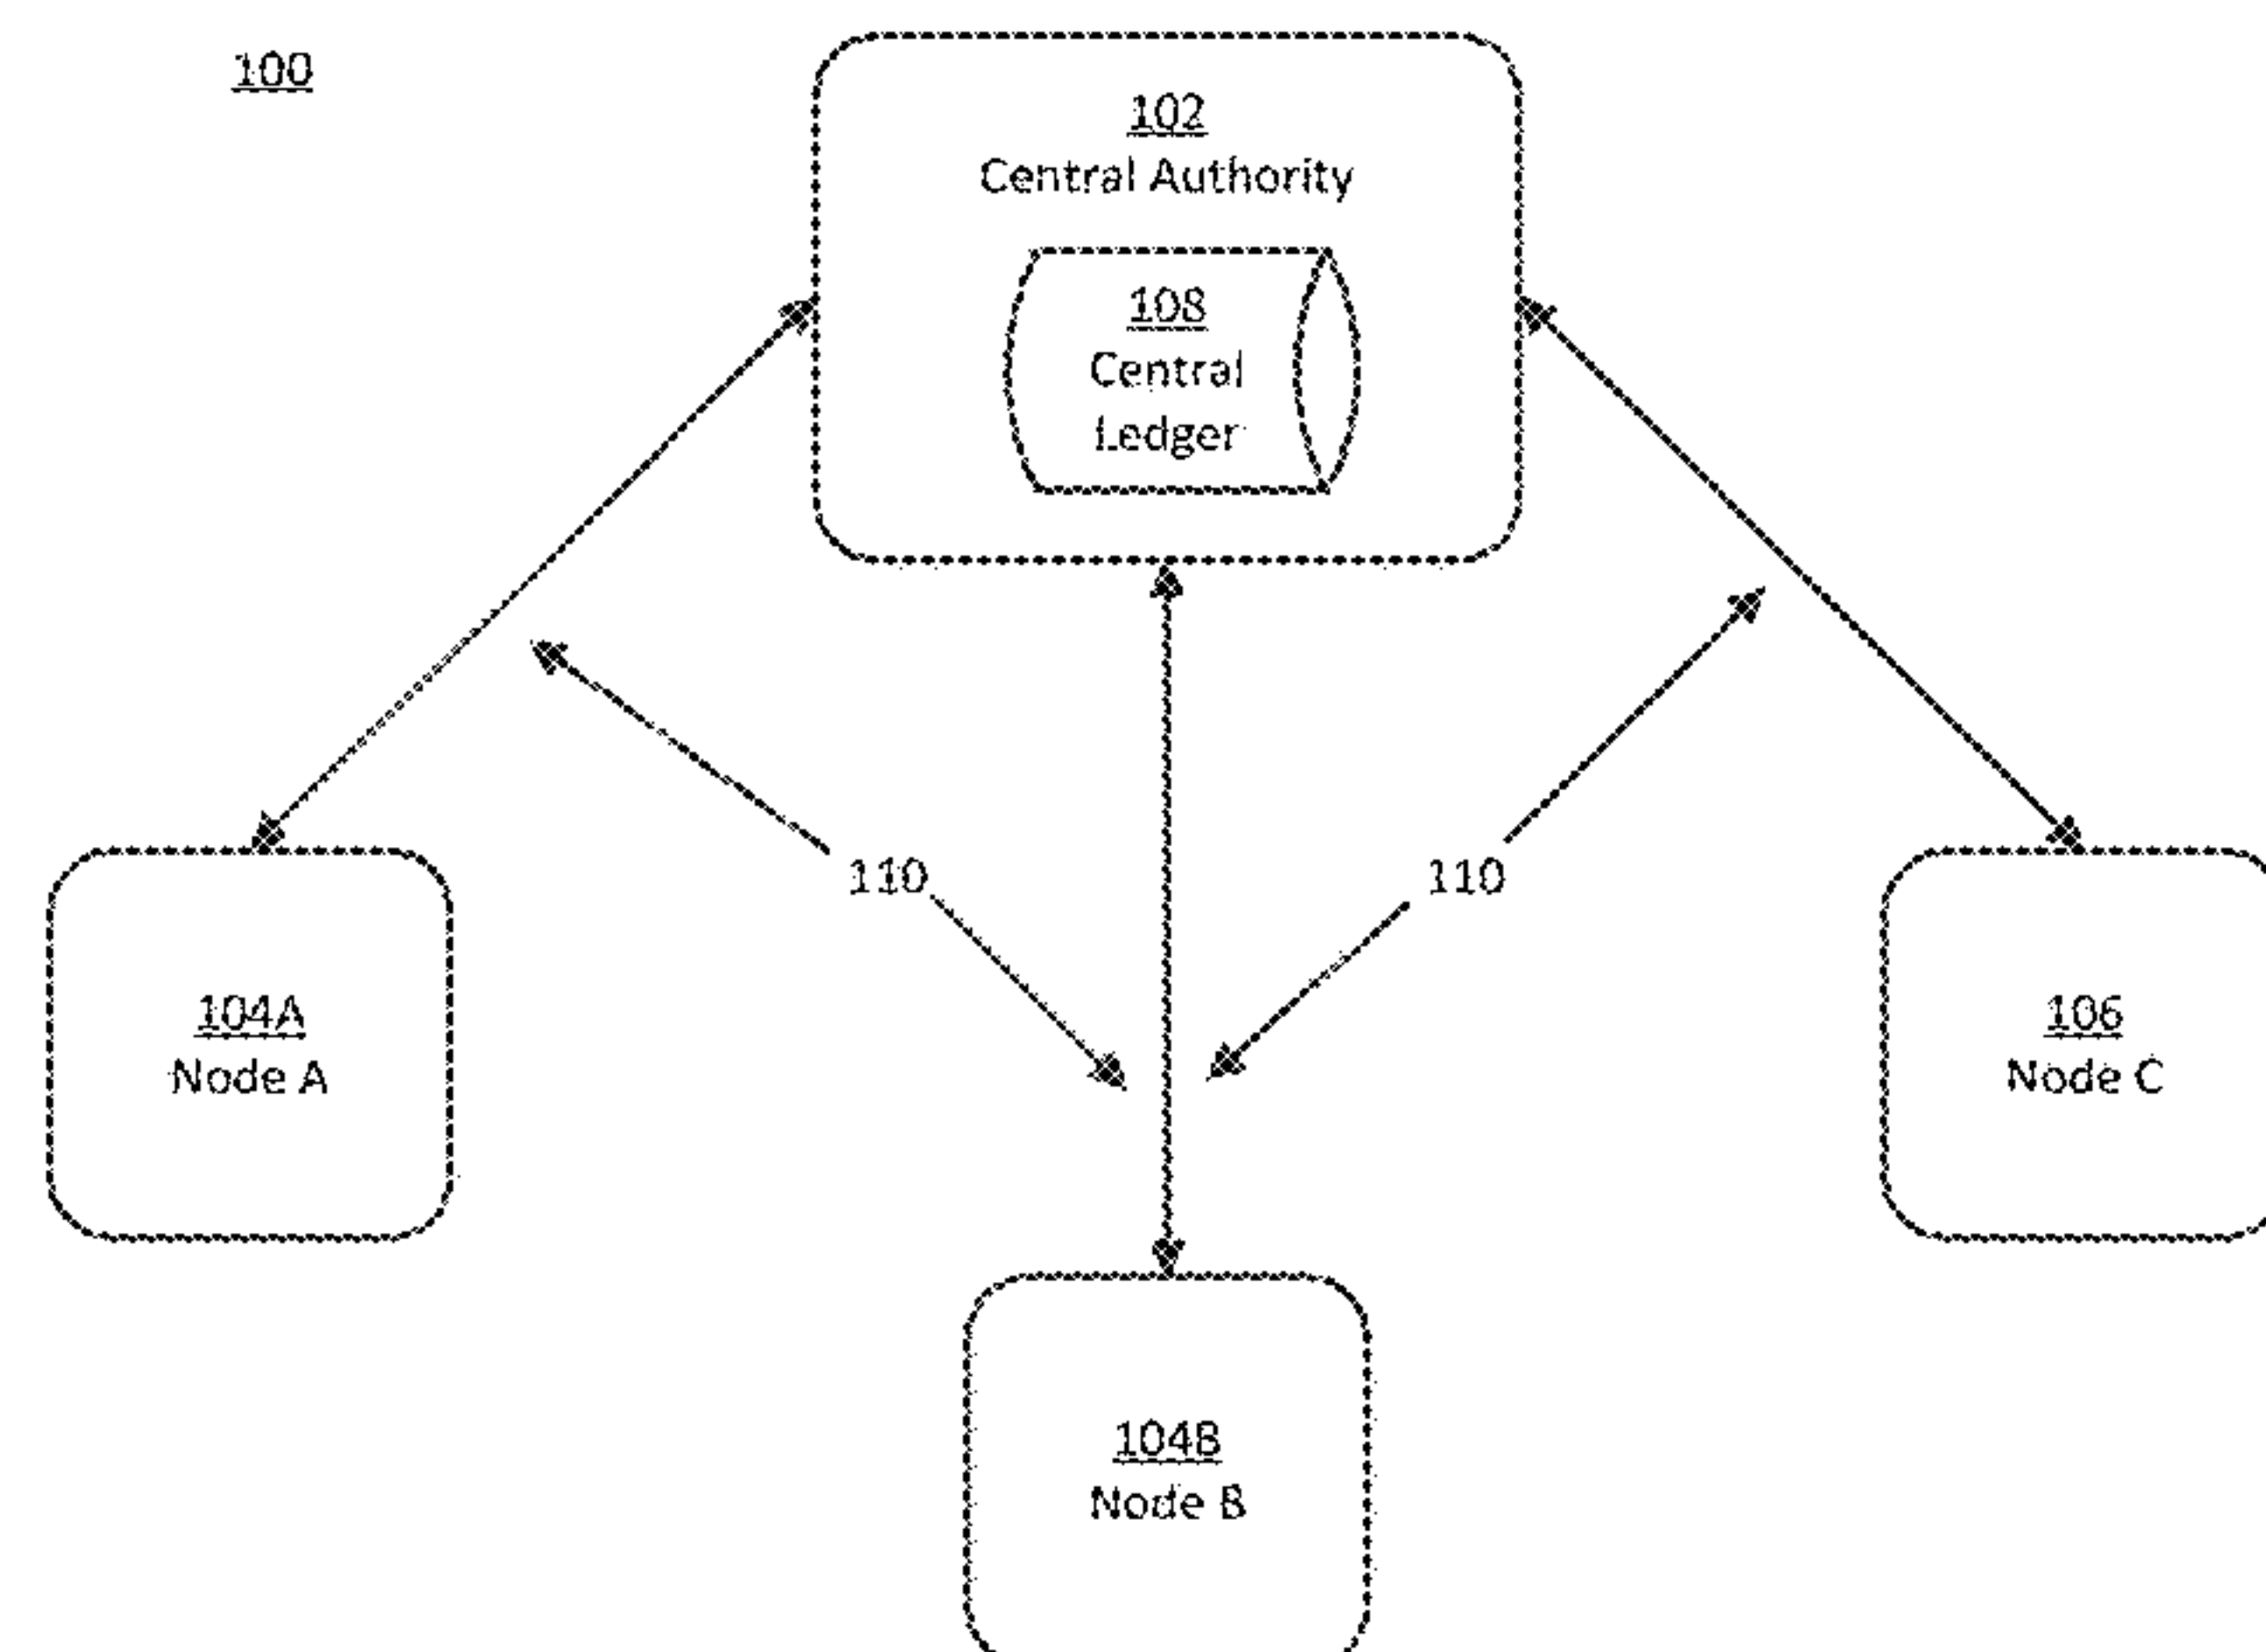 100
102
Central Authority
108
Central
Ledger
110
110
104A
Node A
106
Node C
104B
Node B